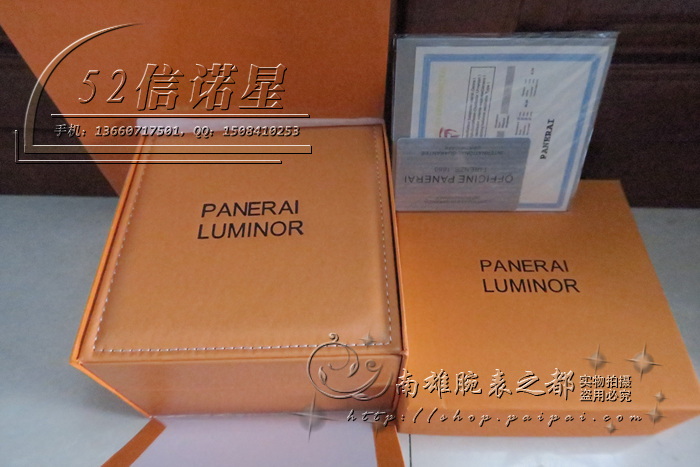 52信诺星
手机：13660717501，QQ：1508410253
PANERAI
LUMINOR
PANERAI
OFFICINE PANERAI
PANERAI
LUMINOR
南雄腕表之都
实物拍摄
盗用必究
http://shop.paipai.com/